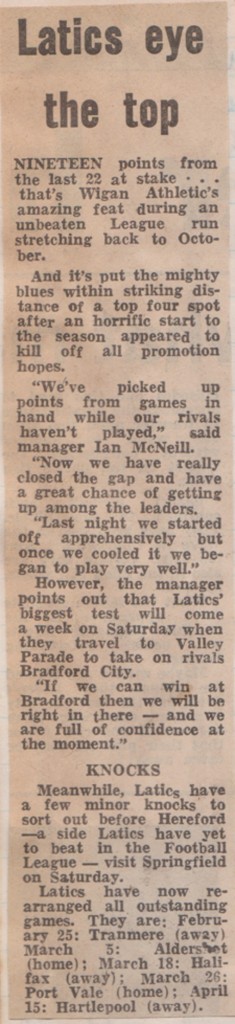 Latics eye
the top
NINETEEN points from
the last 22 at stake . . .
that's Wigan Athletic's
amazing feat during an
unbeaten League run
stretching back to Octo-
ber.
And it's put the mighty
blues within striking dis-
tance of a top four spot
after an horrific start to
the season appeared to
kill off all promotion
hopes.
"We've picked up
points from games in
hand while our rivals
haven't played," said
manager Ian McNeill.
"Now we have really
closed the gap and have
a great chance of getting
up among the leaders.
"Last night we started
off apprehensively but
once we cooled it we be-
gan to play very well."
However, the manager
points out that Latics'
biggest test will come
a week on Saturday when
they travel to Valley
Parade to take on rivals
Bradford City.
"If we can win at
Bradford then we will be
right in there — and we
are full of confidence at
the moment."
KNOCKS
Meanwhile, Latics have
a few minor knocks to
sort out before Hereford
—a side Latics have yet
to beat in the Football
League — visit Springfield
on Saturday.
Latics have now re-
arranged all outstanding
games. They are: Febru-
ary 25: Tranmere (away)
March 5: Aldershot
(home); March 18: Hali-
fax (away); March 26:
Port Vale (home); April
15: Hartlepool (away).